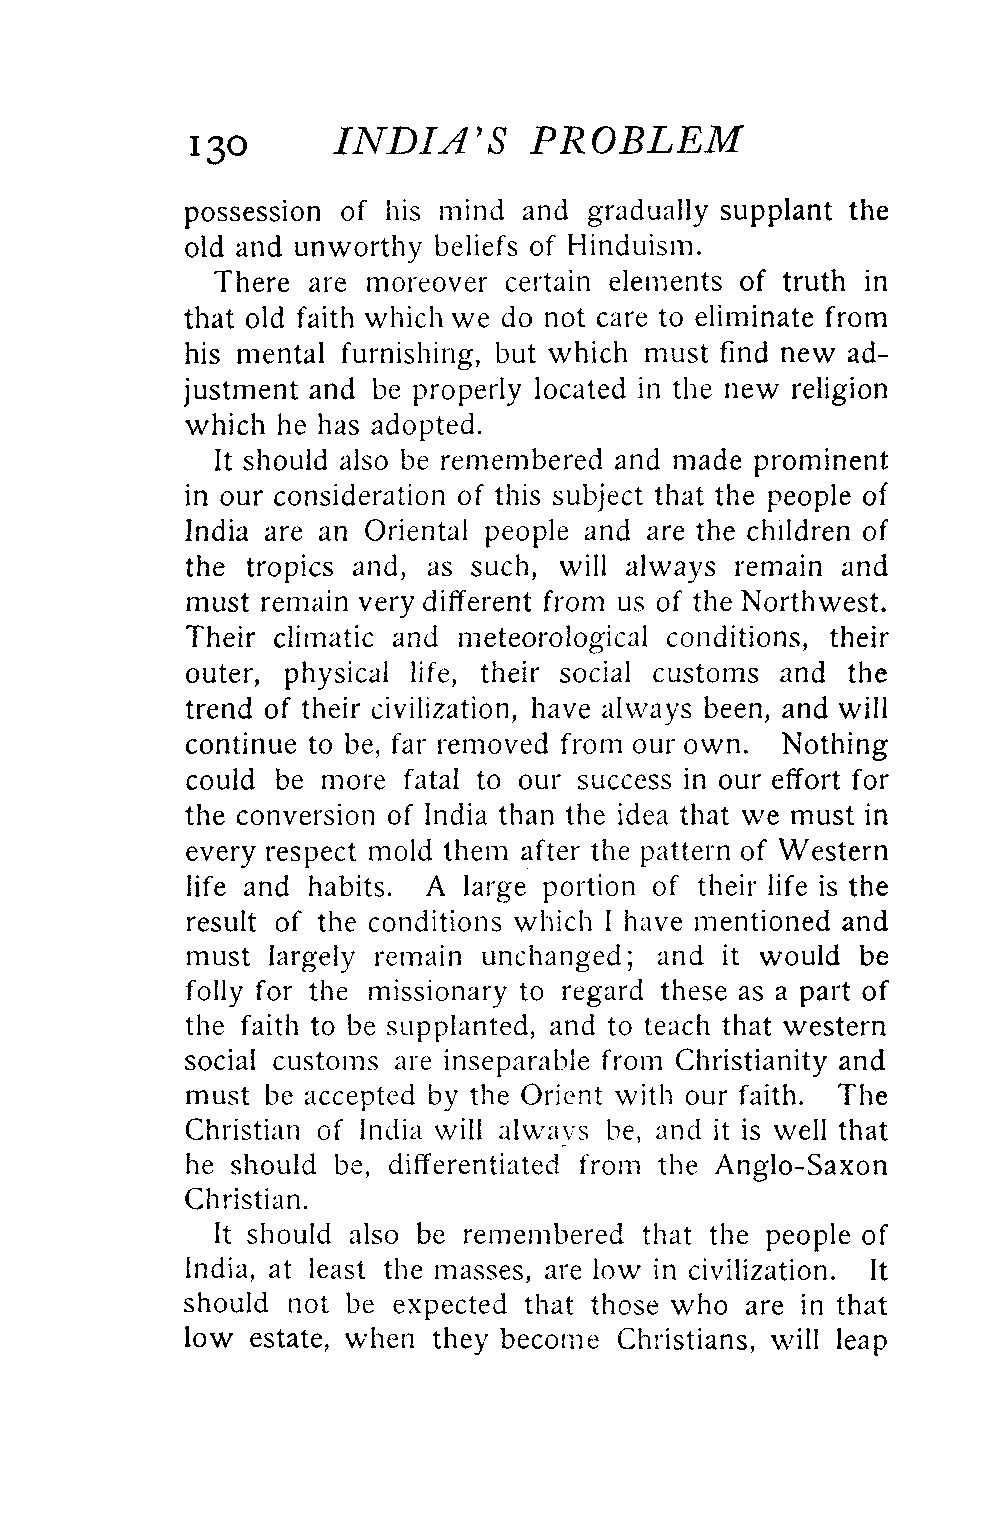 130 INDIA'S PROBLEM
possession of his mind and gradually supplant the
old and unworthy beliefs of Hinduism.
There are moreover certain elements of truth in
that old faith which we do not care to eliminate from
his mental furnishing, but which must find new ad-
justment and be properly located in the new religion
which he has adopted.
It should also be remembered and made prominent
in our consideration of this subject that the people of
India are an Oriental people and are the children of
the tropics and, as such, will always remain and
must remain very different from us of the Northwest.
Their climatic and meteorological conditions, their
outer, physical life, their social customs and the
trend of their civilization, have always been, and will
continue to be, far removed from our own. Nothing
could be more fatal to our success in our effort for
the conversion of India than the idea that we must in
every respect mold them after the pattern of Western
life and habits. A large portion of their life is the
result of the conditions which I have mentioned and
must largely remain unchanged; and it would be
folly for the missionary to regard these as a part of
the faith to be supplanted, and to teach that western
social customs are inseparable from Christianity and
must be accepted by the Orient with our faith. The
Christian of India will always be, and it is well that
he should be, differentiated from the Anglo-Saxon
Christian.
It should also be remembered that the people of
India, at least the masses, are low in civilization. It
should not be expected that those who are in that
low estate, when they become Christians, will leap